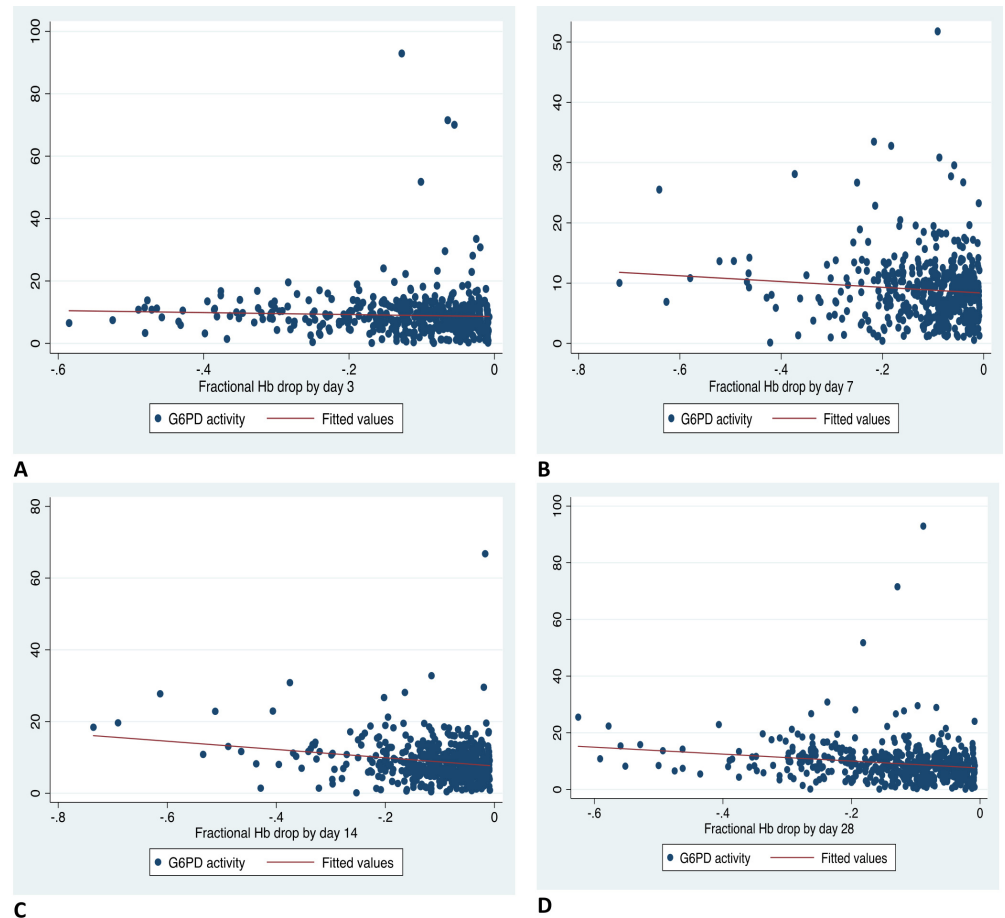 100
80
60
40
20
0
-.6 -.4 -.2 0
Fractional Hb drop by day 3
G6PD activity Fitted values
A
50
40
30
20
10
0
-.8 -.6 -.4 -.2 0
Fractional Hb drop by day 7
G6PD activity Fitted values
B
80
60
40
20
0
-.8 -.6 -.4 -.2 0
Fractional Hb drop by day 14
G6PD activity Fitted values
C
100
80
60
40
20
0
-.6 -.4 -.2 0
Fractional Hb drop by day 28
G6PD activity Fitted values
D